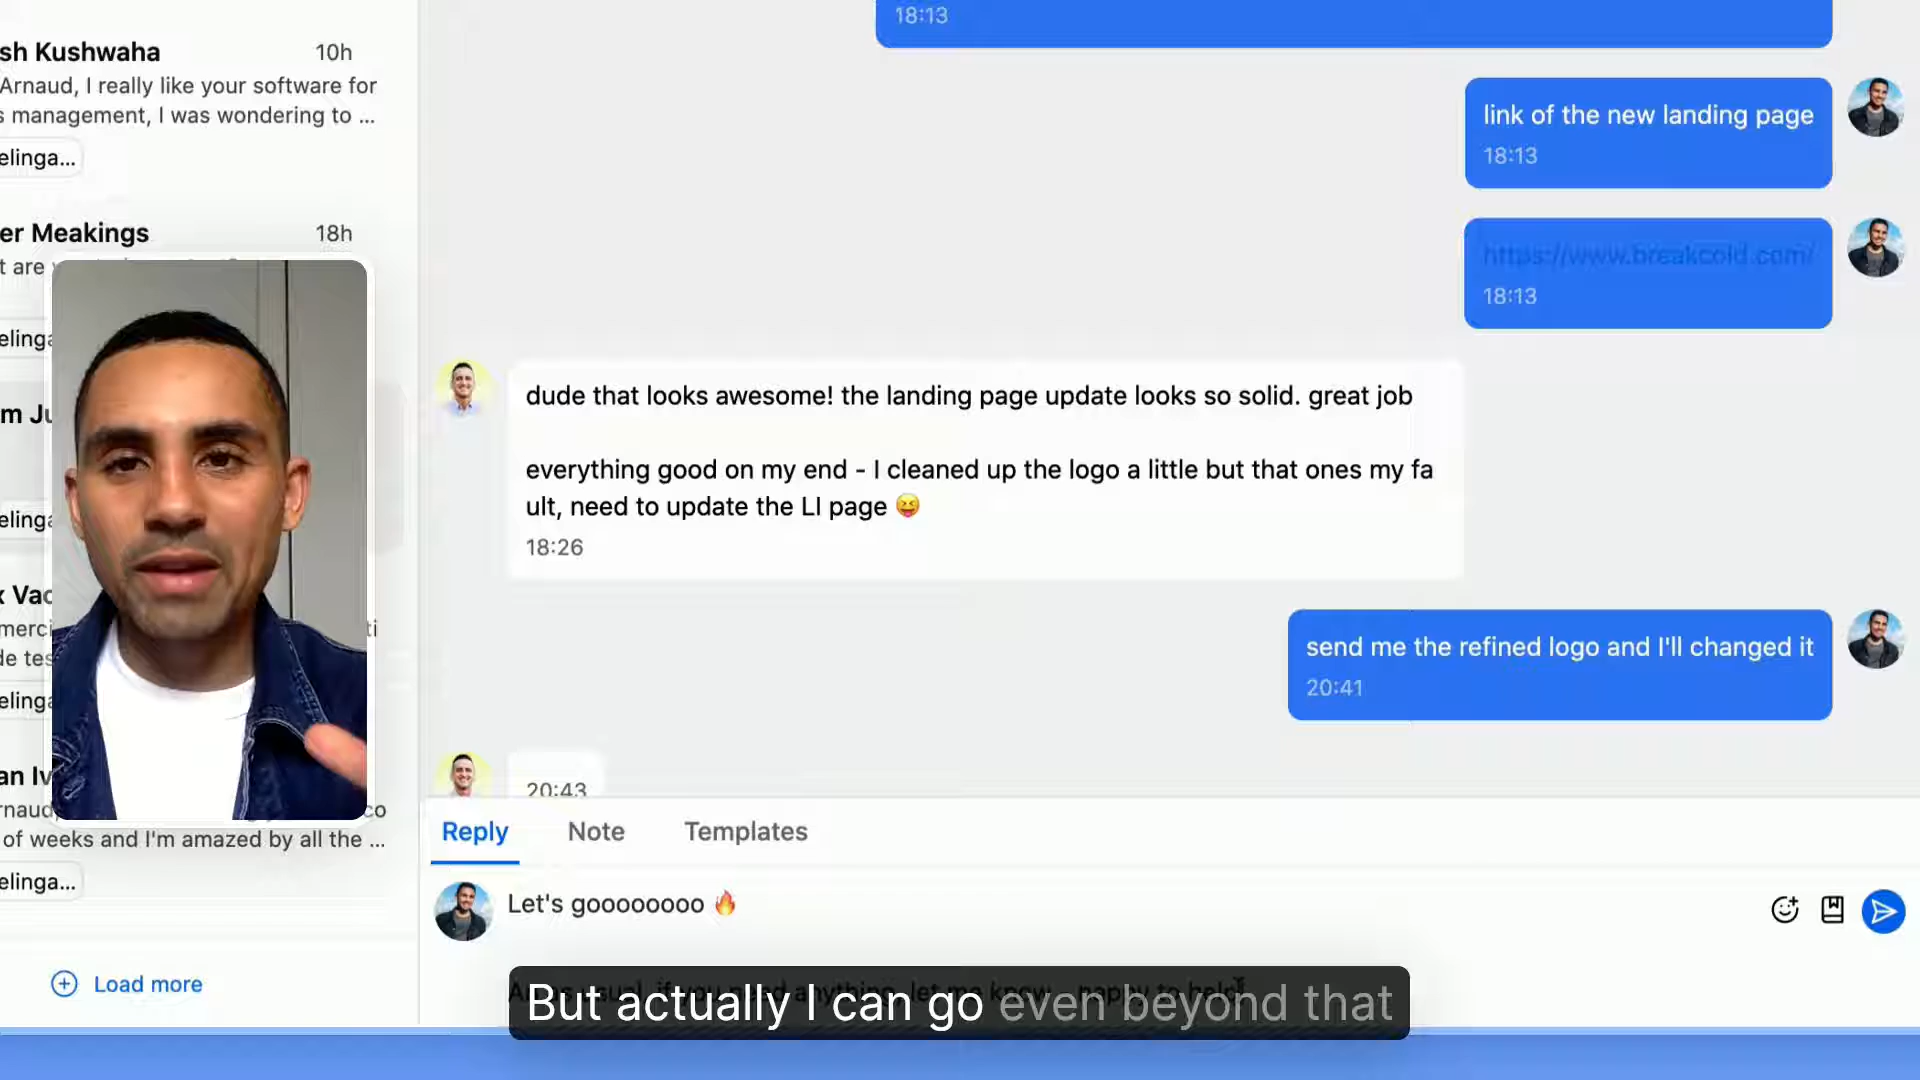 sh Kushwaha
10h
Arnaud, I really like your software for
s management, I was wondering to ...
elinga...
er Meakings
18h
t are
elinga
m Ju
elinga
x Vac
merci
ti
de tes
elinga
an Iv
rnaud
co
of weeks and I'm amazed by all the ...
elinga...
Load more
18:13
link of the new landing page
18:13
https://www.breakcold.com/
18:13
dude that looks awesome! the landing page update looks so solid. great job
everything good on my end - I cleaned up the logo a little but that ones my fa
ult, need to update the LI page 😝
18:26
send me the refined logo and I'll changed it
20:41
20:43
Reply
Note
Templates
Let's goooooooo 🔥
But actually I can go even beyond that